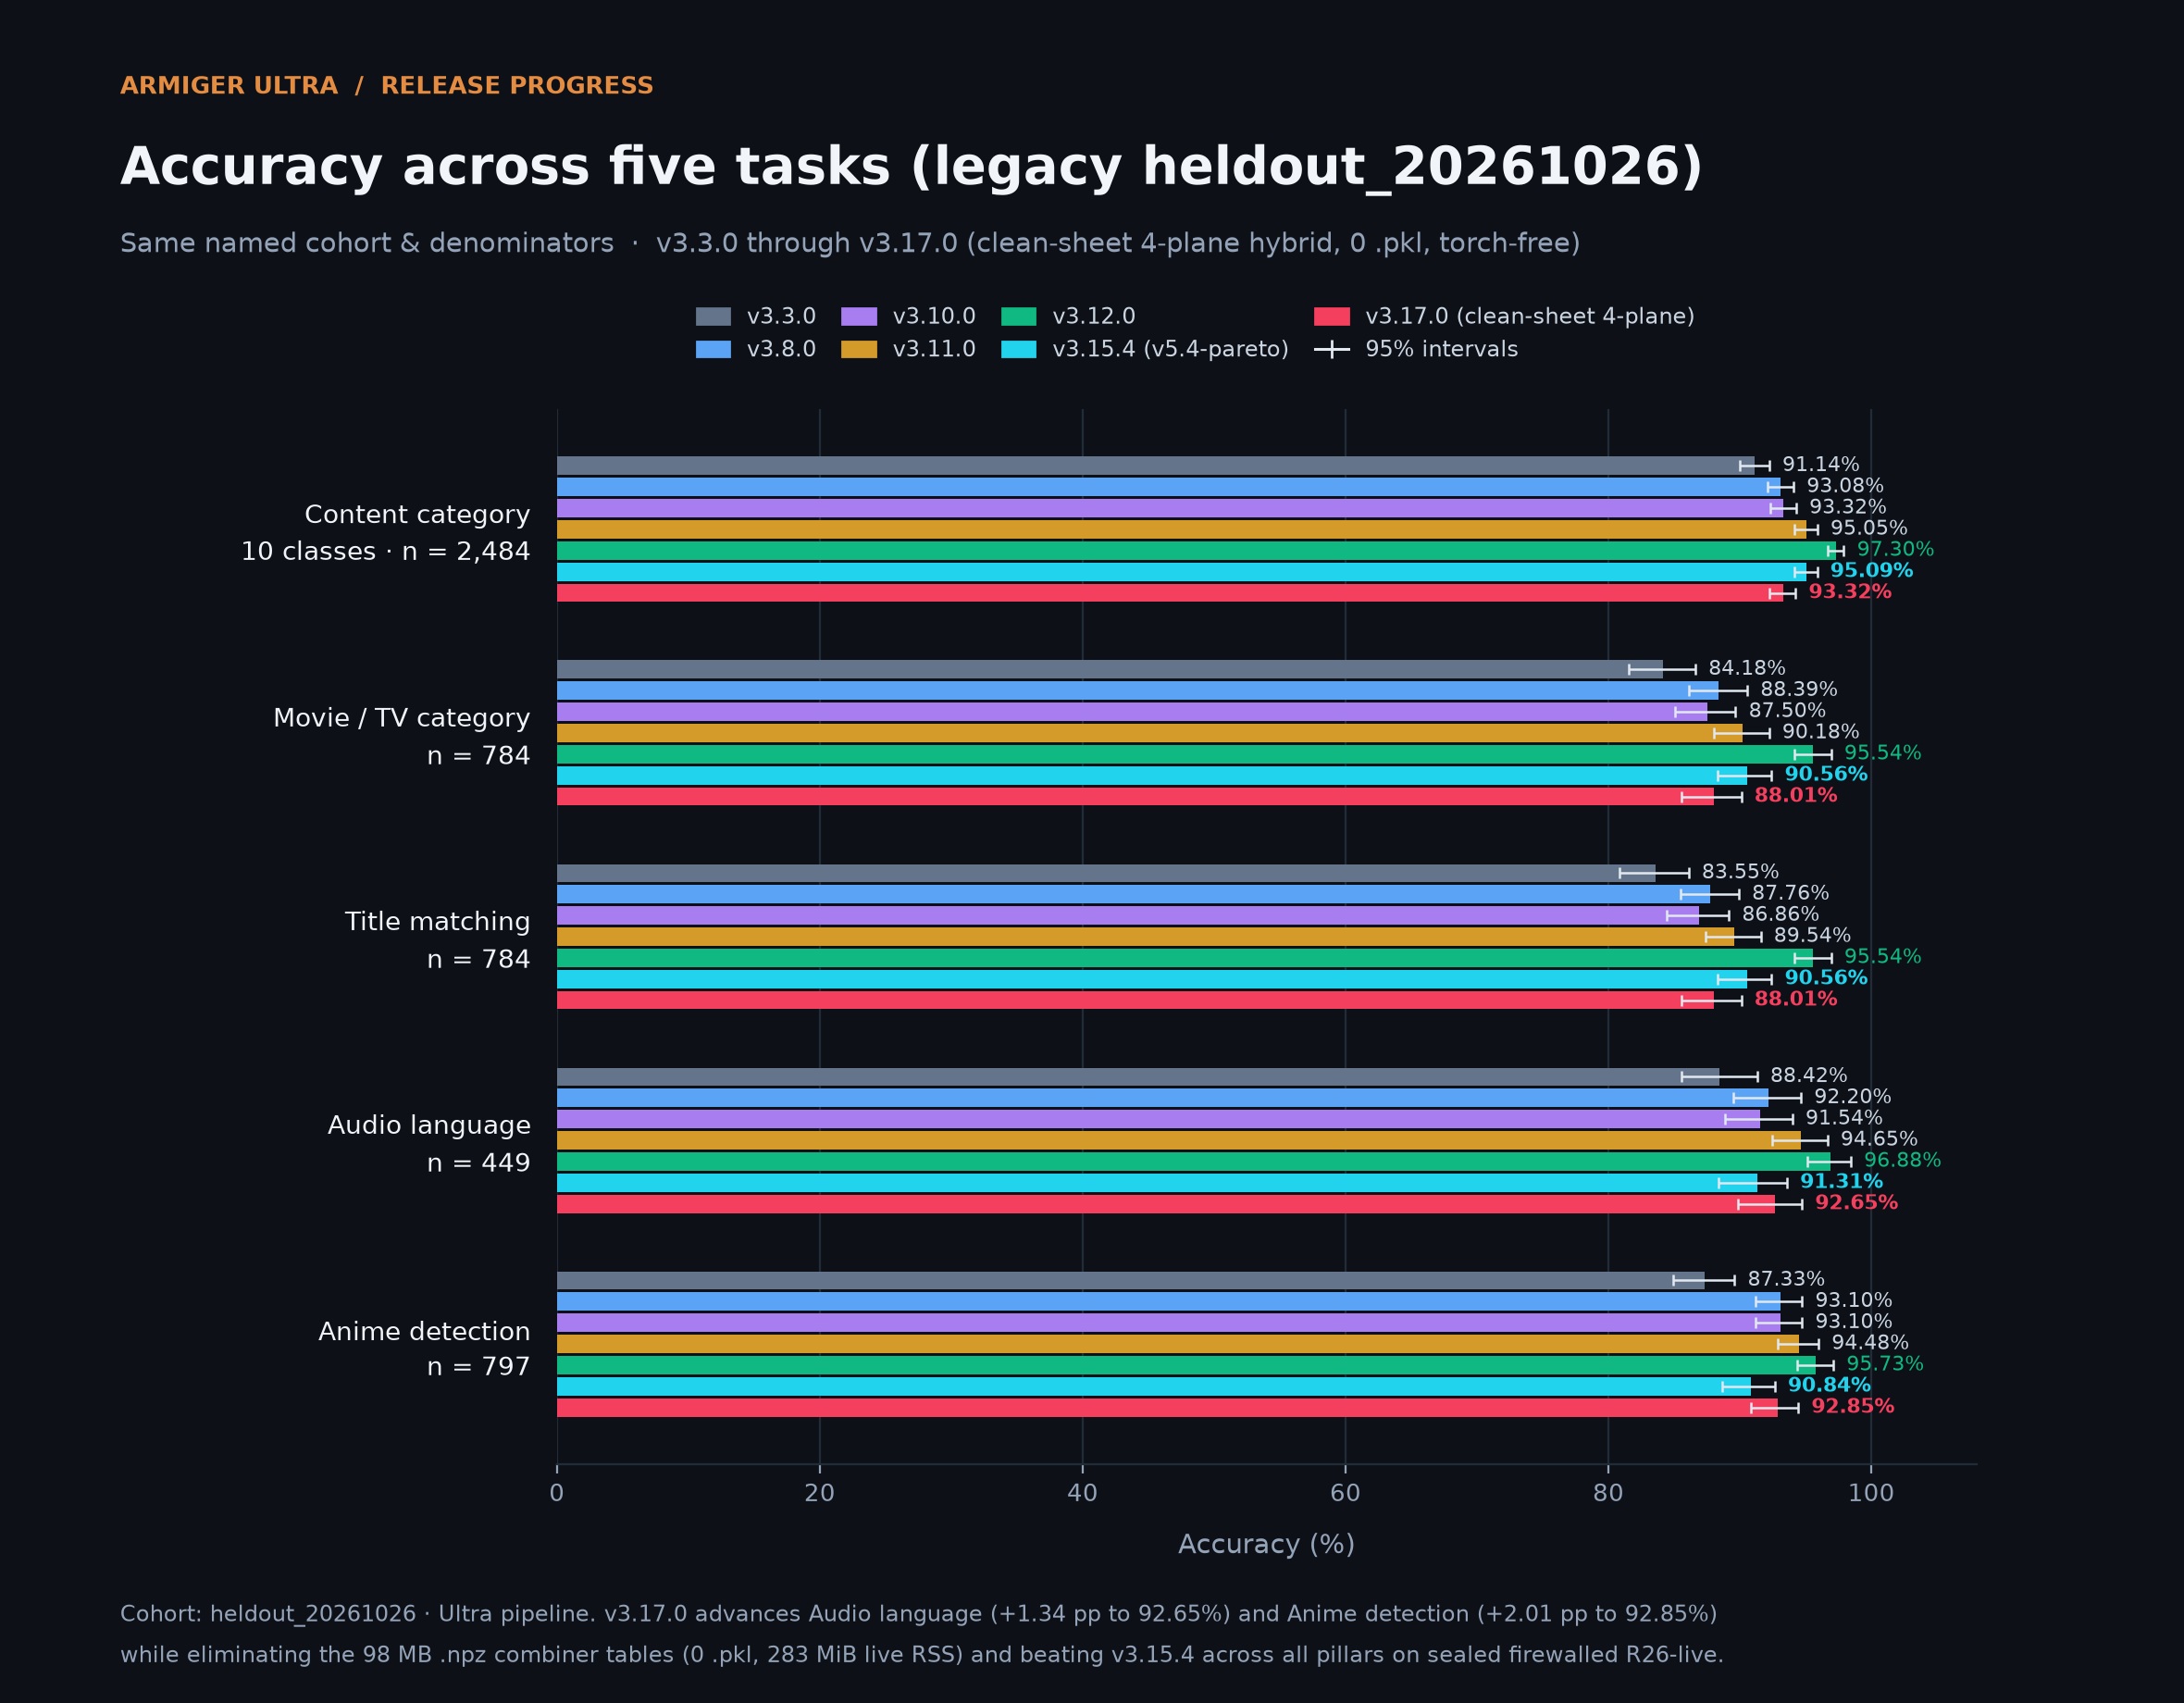 ARMIGER ULTRA / RELEASE PROGRESS
Accuracy across five tasks (legacy heldout_20261026)
Same named cohort & denominators · v3.3.0 through v3.17.0 (clean-sheet 4-plane hybrid, 0 .pkl, torch-free)
v3.3.0 v3.10.0 v3.12.0 v3.17.0 (clean-sheet 4-plane)
v3.8.0 v3.11.0 v3.15.4 (v5.4-pareto) 95% intervals
Content category
10 classes · n = 2,484
91.14%
93.08%
93.32%
95.05%
97.30%
95.09%
93.32%
Movie / TV category
n = 784
84.18%
88.39%
87.50%
90.18%
95.54%
90.56%
88.01%
Title matching
n = 784
83.55%
87.76%
86.86%
89.54%
95.54%
90.56%
88.01%
Audio language
n = 449
88.42%
92.20%
91.54%
94.65%
96.88%
91.31%
92.65%
Anime detection
n = 797
87.33%
93.10%
93.10%
94.48%
95.73%
90.84%
92.85%
0 20 40 60 80 100
Accuracy (%)
Cohort: heldout_20261026 · Ultra pipeline. v3.17.0 advances Audio language (+1.34 pp to 92.65%) and Anime detection (+2.01 pp to 92.85%)
while eliminating the 98 MB .npz combiner tables (0 .pkl, 283 MiB live RSS) and beating v3.15.4 across all pillars on sealed firewalled R26-live.